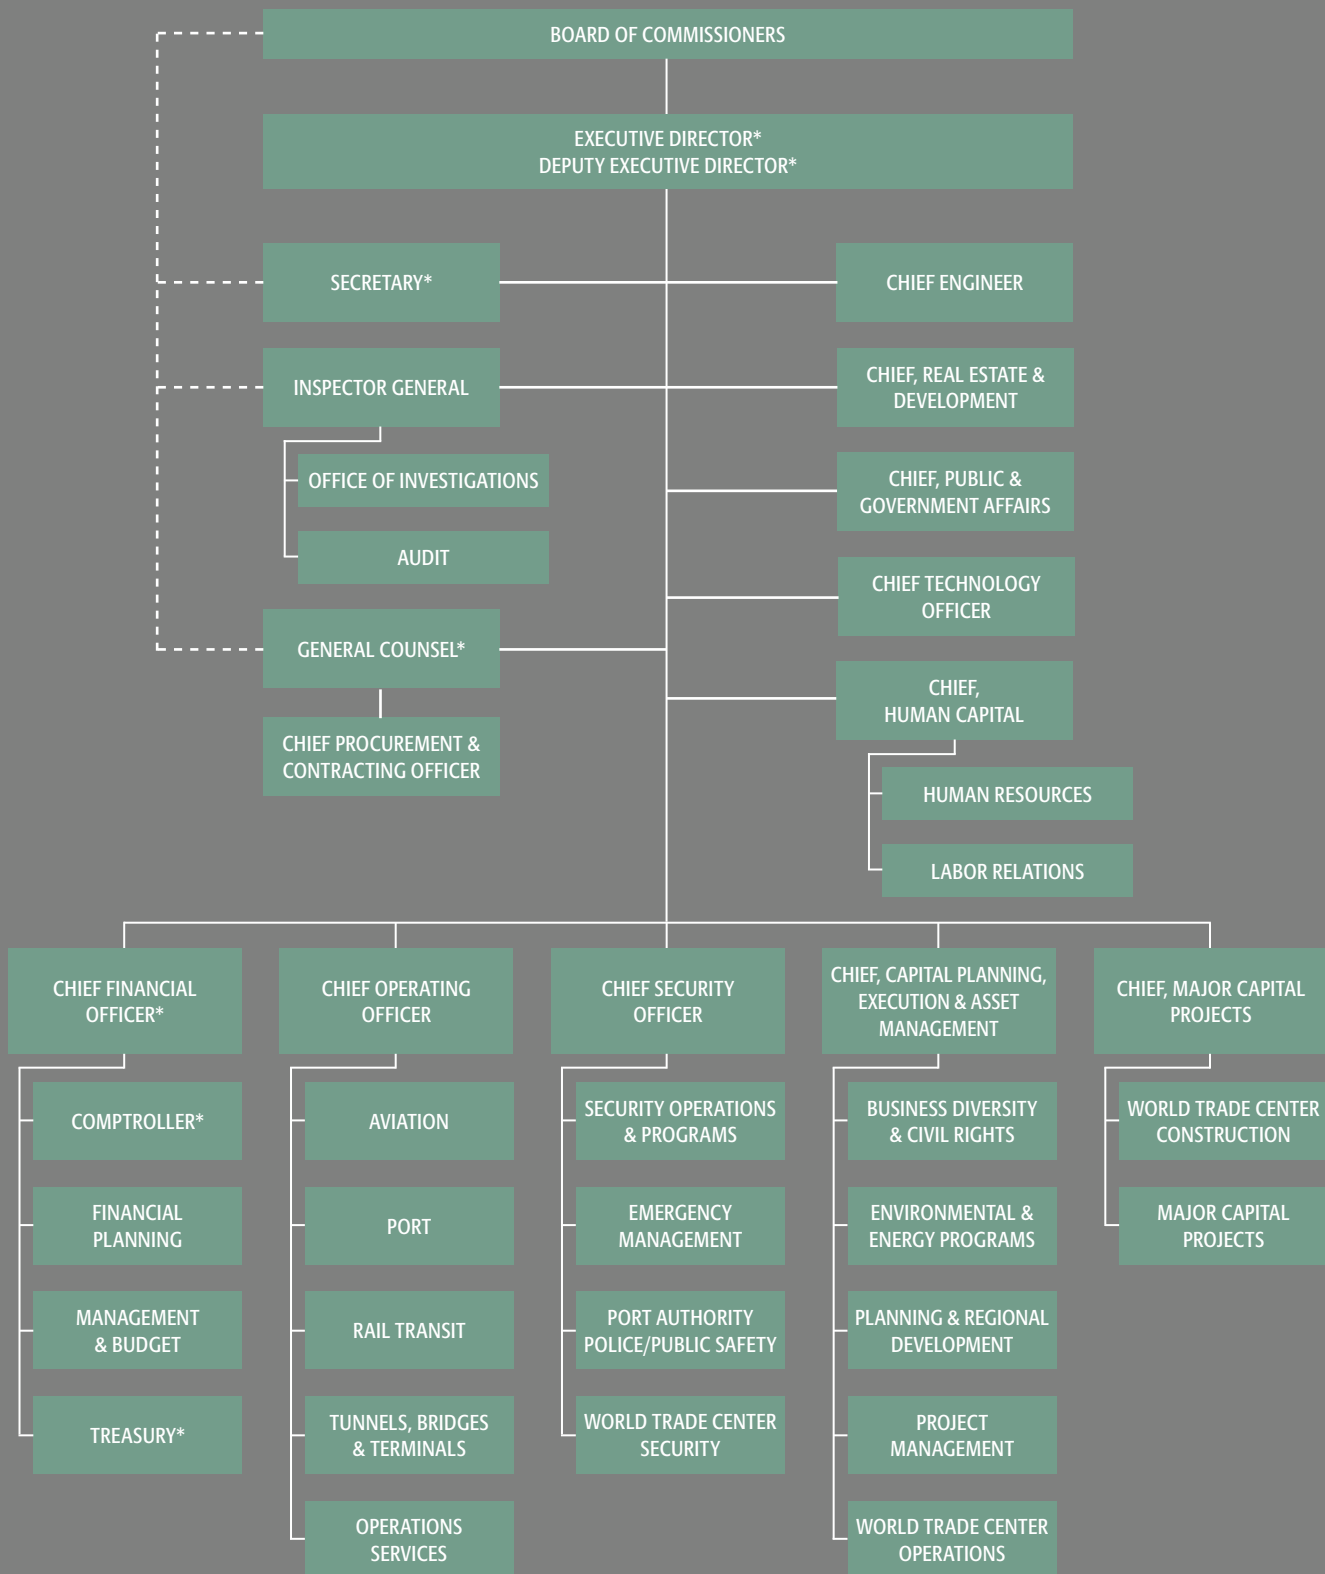 BOARD OF COMMISSIONERS
EXECUTIVE DIRECTOR*
DEPUTY EXECUTIVE DIRECTOR*
SECRETARY*
CHIEF ENGINEER
INSPECTOR GENERAL
CHIEF, REAL ESTATE &
DEVELOPMENT
OFFICE OF INVESTIGATIONS
AUDIT
CHIEF, PUBLIC &
GOVERNMENT AFFAIRS
CHIEF TECHNOLOGY
OFFICER
GENERAL COUNSEL*
CHIEF PROCUREMENT &
CONTRACTING OFFICER
CHIEF,
HUMAN CAPITAL
HUMAN RESOURCES
LABOR RELATIONS
CHIEF FINANCIAL
OFFICER*
COMPTROLLER*
FINANCIAL
PLANNING
MANAGEMENT
& BUDGET
TREASURY*
CHIEF OPERATING
OFFICER
AVIATION
PORT
RAIL TRANSIT
TUNNELS, BRIDGES
& TERMINALS
OPERATIONS
SERVICES
CHIEF SECURITY
OFFICER
SECURITY OPERATIONS
& PROGRAMS
EMERGENCY
MANAGEMENT
PORT AUTHORITY
POLICE/PUBLIC SAFETY
WORLD TRADE CENTER
SECURITY
CHIEF, CAPITAL PLANNING,
EXECUTION & ASSET
MANAGEMENT
BUSINESS DIVERSITY
& CIVIL RIGHTS
ENVIRONMENTAL &
ENERGY PROGRAMS
PLANNING & REGIONAL
DEVELOPMENT
PROJECT
MANAGEMENT
WORLD TRADE CENTER
OPERATIONS
CHIEF, MAJOR CAPITAL
PROJECTS
WORLD TRADE CENTER
CONSTRUCTION
MAJOR CAPITAL
PROJECTS